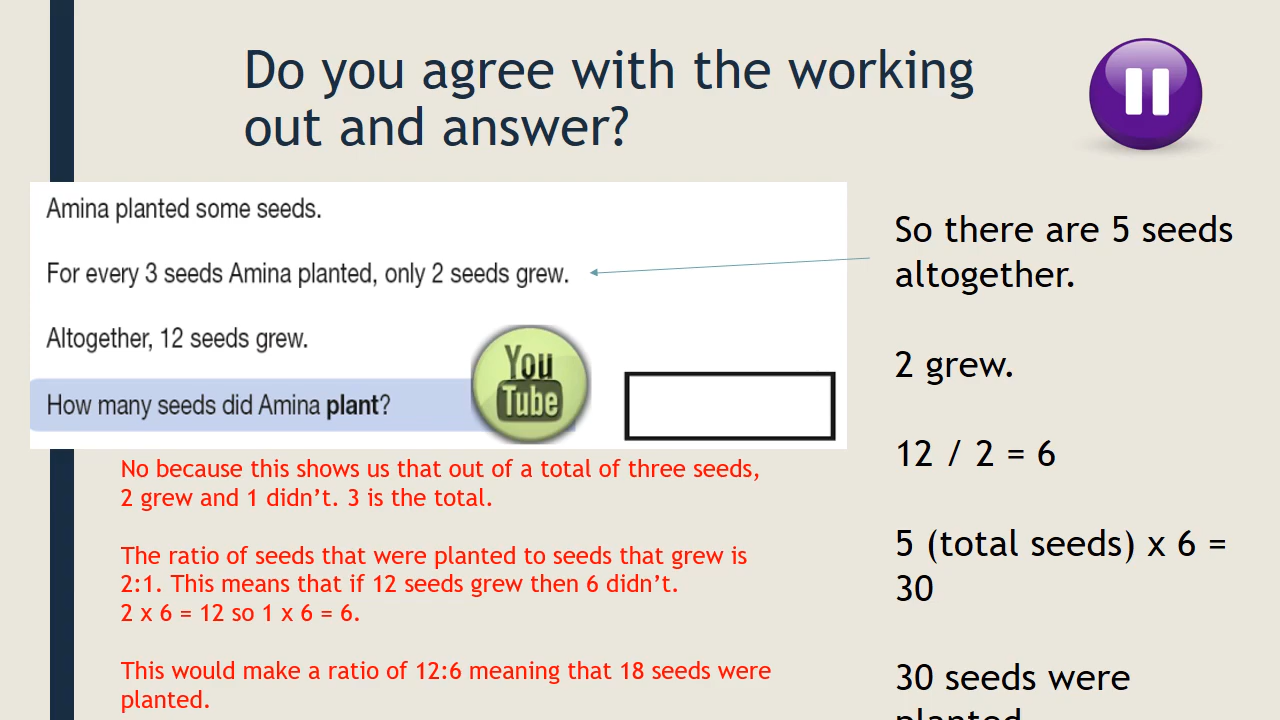 Do you agree with the working
out and answer?
Amina planted some seeds.
For every 3 seeds Amina planted, only 2 seeds grew.
Altogether, 12 seeds grew.
How many seeds did Amina plant?
You
Tube
No because this shows us that out of a total of three seeds,
2 grew and 1 didn't. 3 is the total.
The ratio of seeds that were planted to seeds that grew is
2:1. This means that if 12 seeds grew then 6 didn't.
2 x 6 = 12 so 1 x 6 = 6.
This would make a ratio of 12:6 meaning that 18 seeds were
planted.
So there are 5 seeds
altogether.
2 grew.
12 / 2 = 6
5 (total seeds) x 6 =
30
30 seeds were
planted